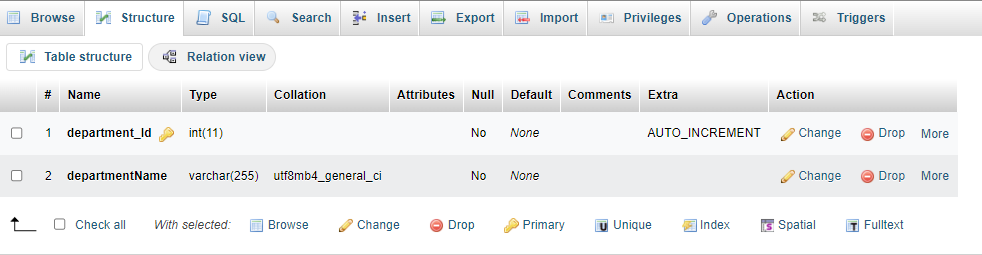 Browse Structure SQL Search Insert Export Import Privileges Operations Triggers
Table structure Relation view
# Name Type Collation Attributes Null Default Comments Extra Action
1 department_Id int(11) No None AUTO_INCREMENT Change Drop More
2 departmentName varchar(255) utf8mb4_general_ci No None Change Drop More
Check all With selected: Browse Change Drop Primary Unique Index Spatial Fulltext